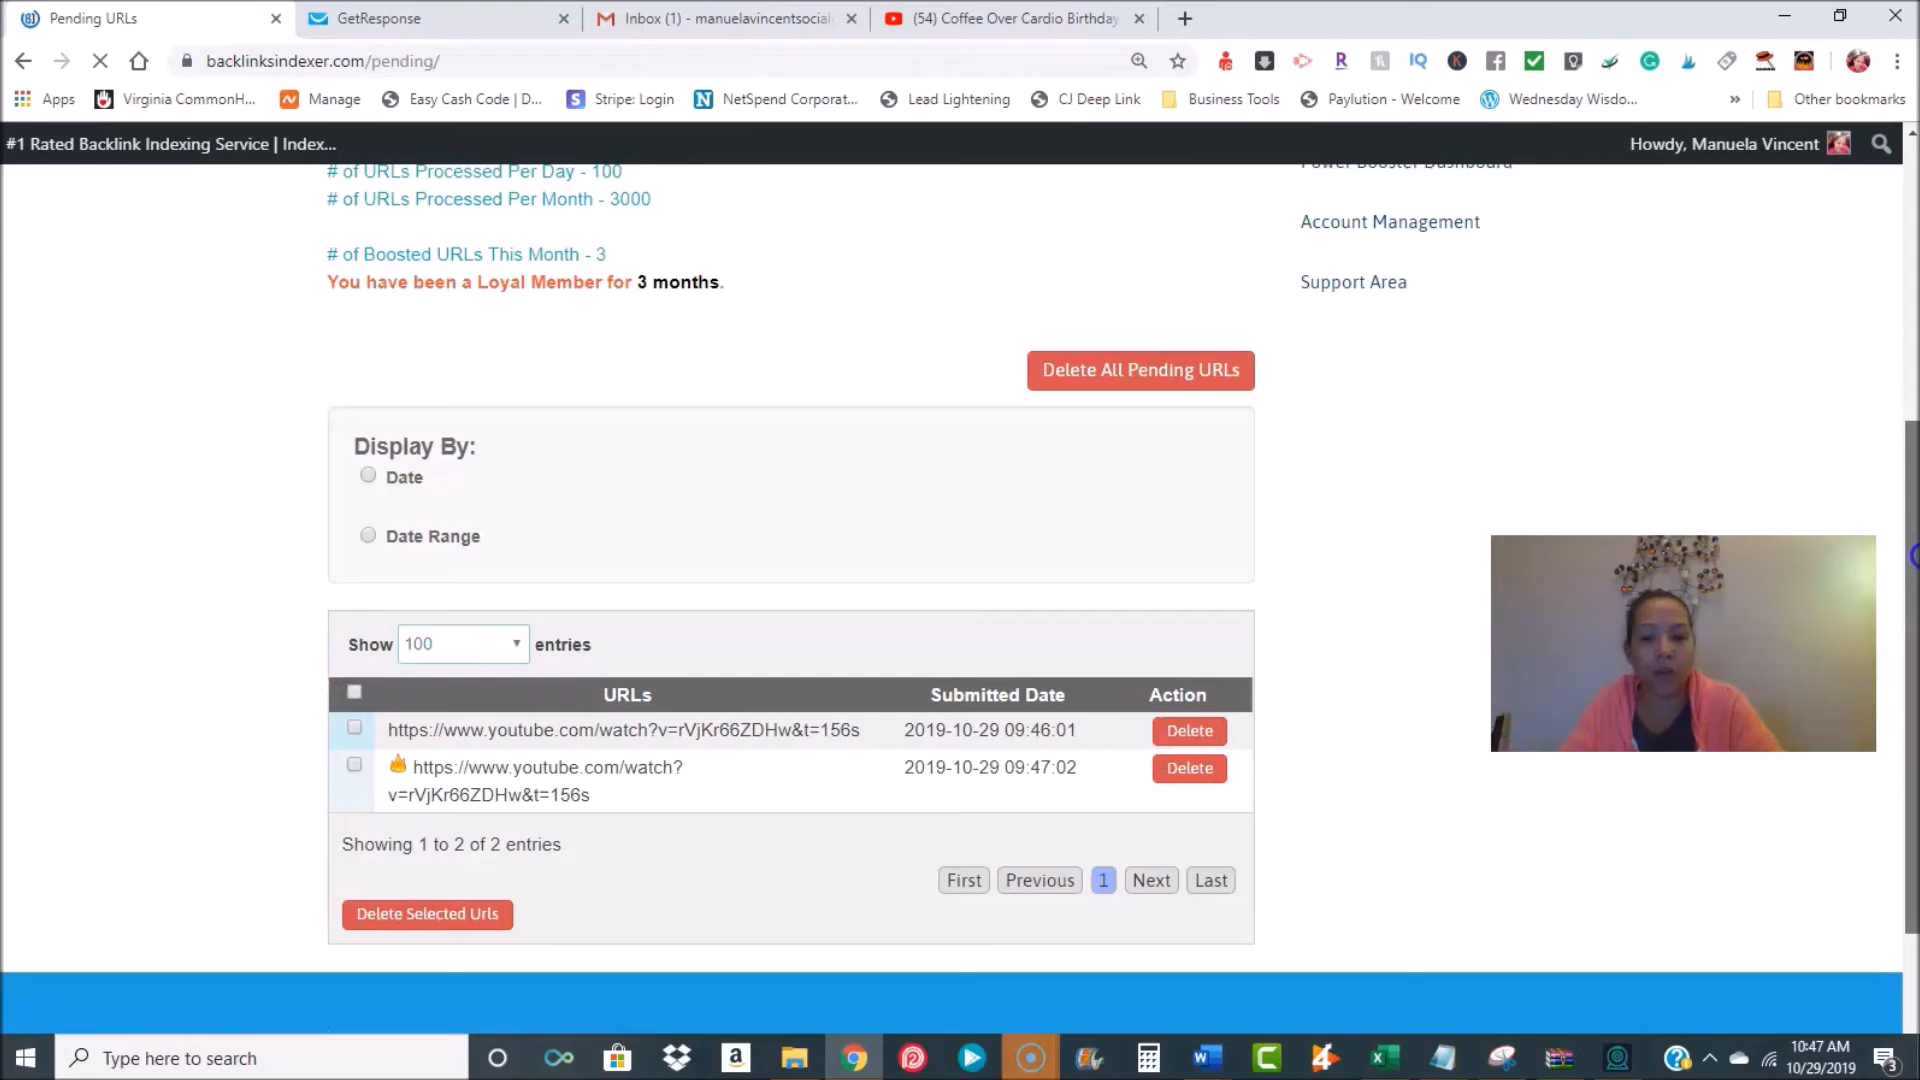 Pending URLs
GetResponse
Inbox (1) - manuelavincentsocial
(54) Coffee Over Cardio Birthday
backlinksindexer.com/pending/
Apps
Virginia CommonH...
Manage
Easy Cash Code | D...
Stripe: Login
NetSpend Corporat...
Lead Lightening
CJ Deep Link
Business Tools
Paylution - Welcome
Wednesday Wisdo...
»
Other bookmarks
#1 Rated Backlink Indexing Service | Index...
Howdy, Manuela Vincent
# of URLs Processed Per Day - 100
# of URLs Processed Per Month - 3000
# of Boosted URLs This Month - 3
You have been a Loyal Member for 3 months.
Power Booster Dashboard
Account Management
Support Area
Delete All Pending URLs
Display By:
Date
Date Range
Show 100 entries
URLs Submitted Date Action
https://www.youtube.com/watch?v=rVjKr66ZDHw&t=156s 2019-10-29 09:46:01 Delete
https://www.youtube.com/watch? 2019-10-29 09:47:02 Delete
v=rVjKr66ZDHw&t=156s
Showing 1 to 2 of 2 entries
First Previous 1 Next Last
Delete Selected Urls
Type here to search
10:47 AM
10/29/2019
3